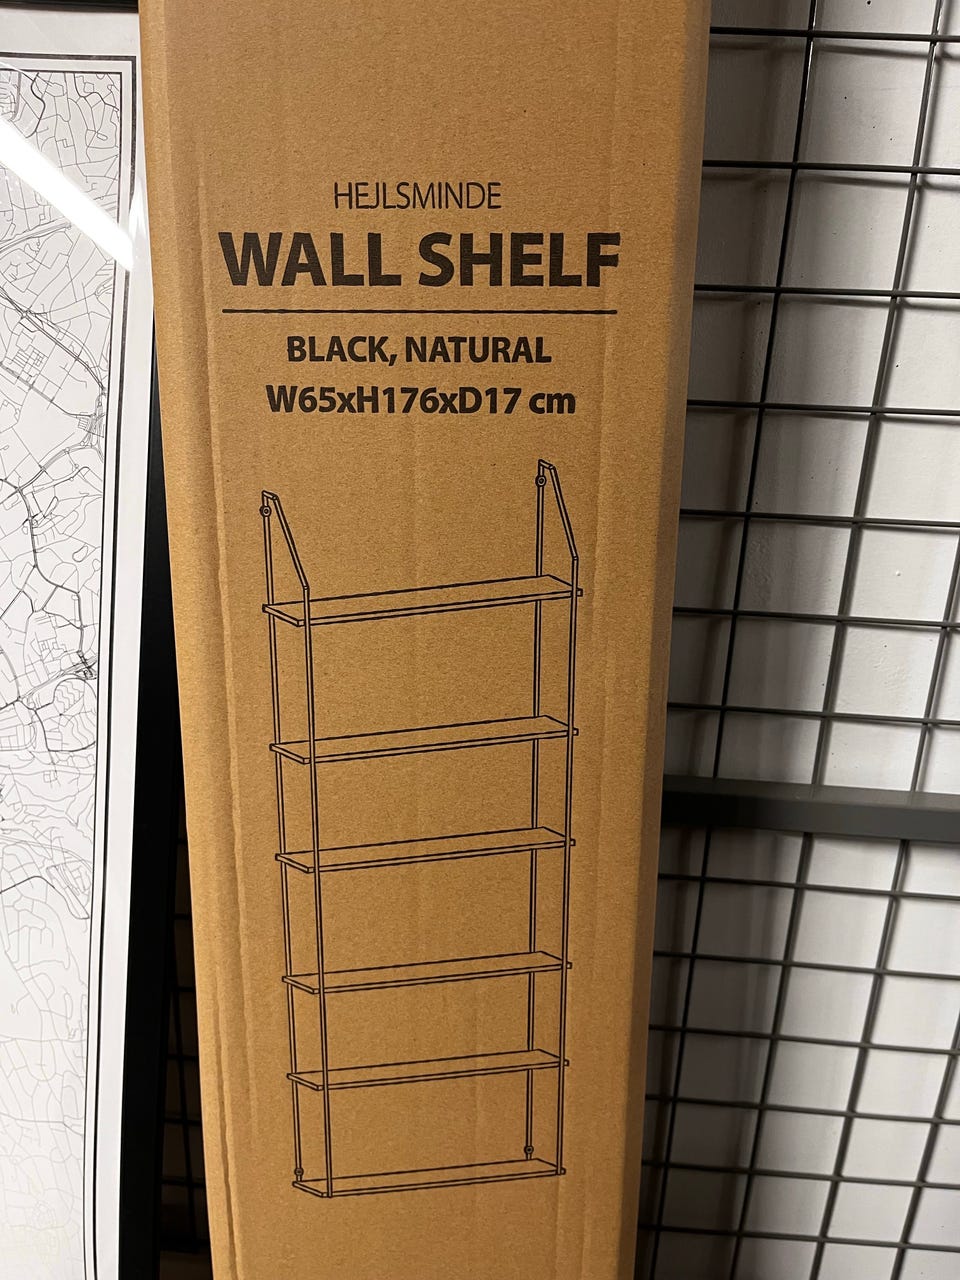 HEJLSMINDE
WALL SHELF
BLACK, NATURAL
W65xH176xD17 cm